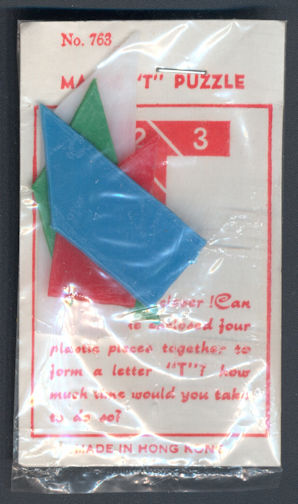 No. 763
MA "T" PUZZLE
2 3
clever ! Can
enclosed four
plastic pieces together to
form a letter "T"? how
much time would you take
to do so?
MADE IN HONG KONG